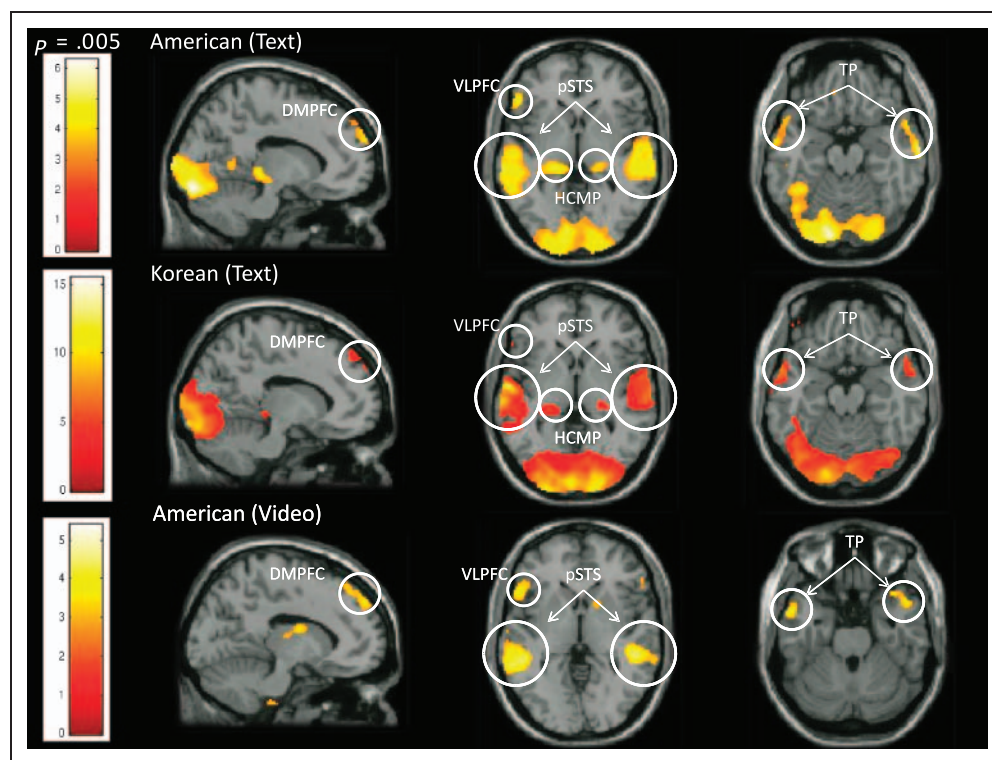 P = .005
American (Text)
6
5
4
3
2
1
0
DMPFC
VLPFC
pSTS
HCMP
TP
Korean (Text)
15
10
5
0
DMPFC
VLPFC
pSTS
HCMP
TP
American (Video)
5
4
3
2
1
0
DMPFC
VLPFC
pSTS
TP